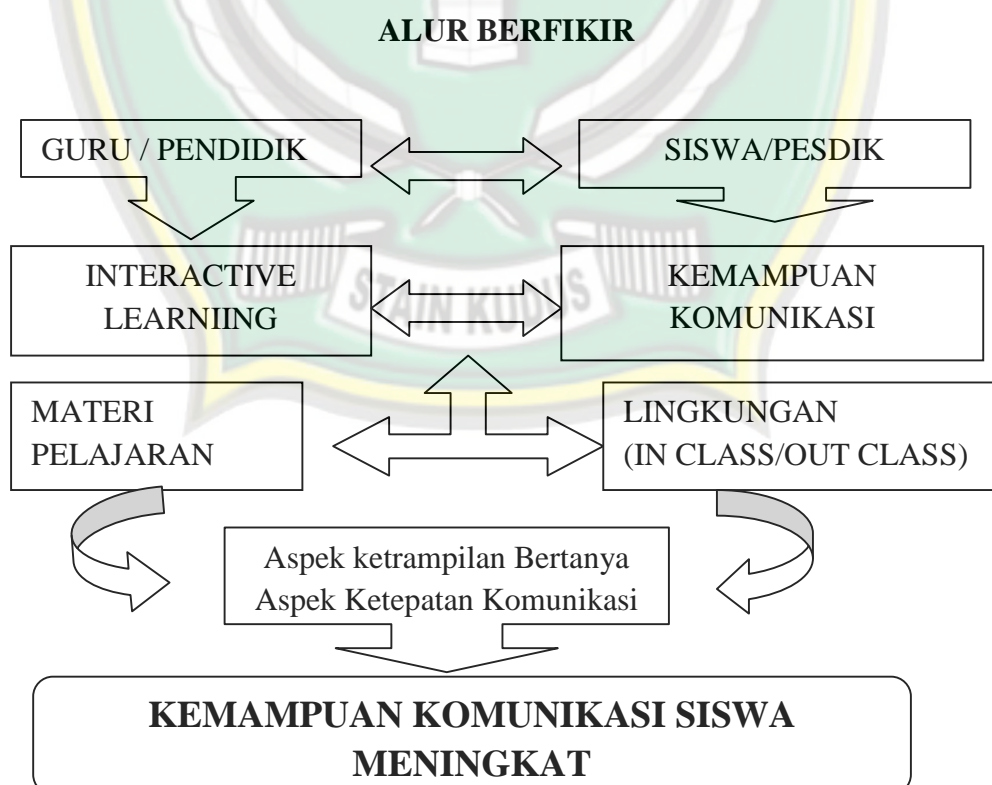 ALUR BERFIKIR
GURU / PENDIDIK
SISWA/PESDIK
INTERACTIVE
LEARNIING
KEMAMPUAN
KOMUNIKASI
STAIN KUDUS
MATERI
PELAJARAN
LINGKUNGAN
(IN CLASS/OUT CLASS)
Aspek ketrampilan Bertanya
Aspek Ketepatan Komunikasi
KEMAMPUAN KOMUNIKASI SISWA
MENINGKAT